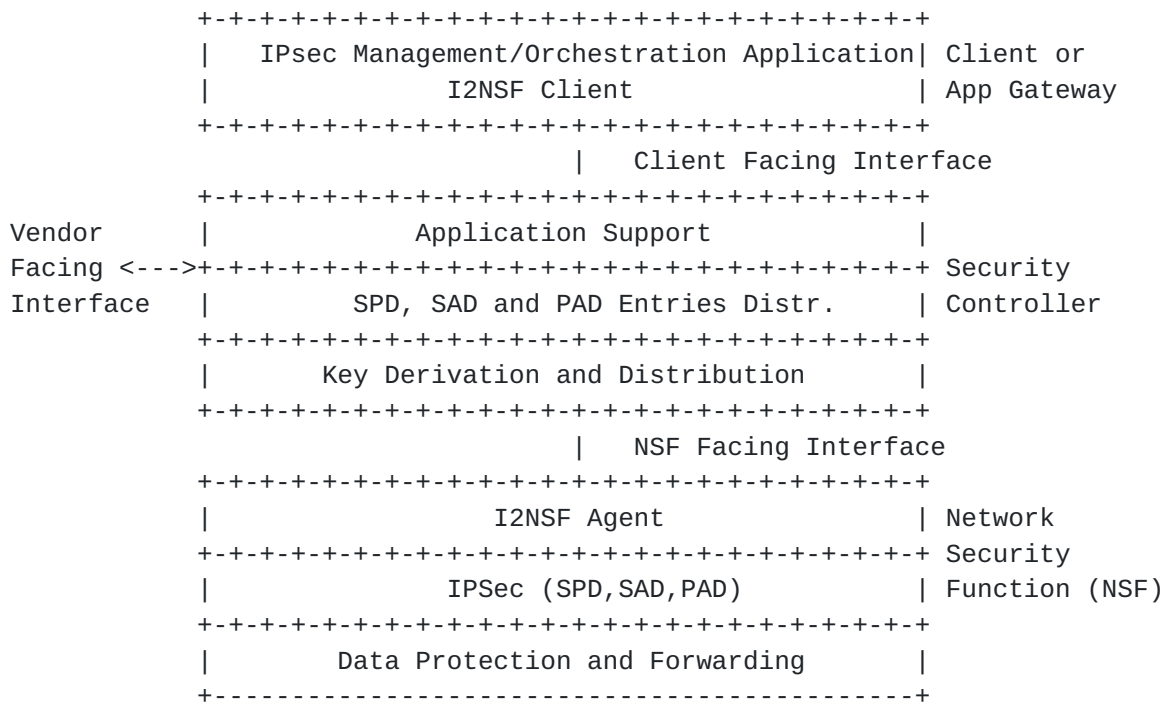 +-+-+-+-+-+-+-+-+-+-+-+-+-+-+-+-+-+-+-+-+-+-+-+
|   IPsec Management/Orchestration Application| Client or
|               I2NSF Client                  | App Gateway
+-+-+-+-+-+-+-+-+-+-+-+-+-+-+-+-+-+-+-+-+-+-+-+
|   Client Facing Interface
+-+-+-+-+-+-+-+-+-+-+-+-+-+-+-+-+-+-+-+-+-+-+-+
Vendor      |             Application Support             |
Facing <--->+-+-+-+-+-+-+-+-+-+-+-+-+-+-+-+-+-+-+-+-+-+-+-+ Security
Interface   |         SPD, SAD and PAD Entries Distr.     | Controller
+-+-+-+-+-+-+-+-+-+-+-+-+-+-+-+-+-+-+-+-+-+-+-+
|       Key Derivation and Distribution       |
+-+-+-+-+-+-+-+-+-+-+-+-+-+-+-+-+-+-+-+-+-+-+-+
|   NSF Facing Interface
+-+-+-+-+-+-+-+-+-+-+-+-+-+-+-+-+-+-+-+-+-+-+-+
|                  I2NSF Agent                | Network
+-+-+-+-+-+-+-+-+-+-+-+-+-+-+-+-+-+-+-+-+-+-+-+ Security
|               IPSec (SPD,SAD,PAD)           | Function (NSF)
+-+-+-+-+-+-+-+-+-+-+-+-+-+-+-+-+-+-+-+-+-+-+-+
|        Data Protection and Forwarding       |
+---------------------------------------------+